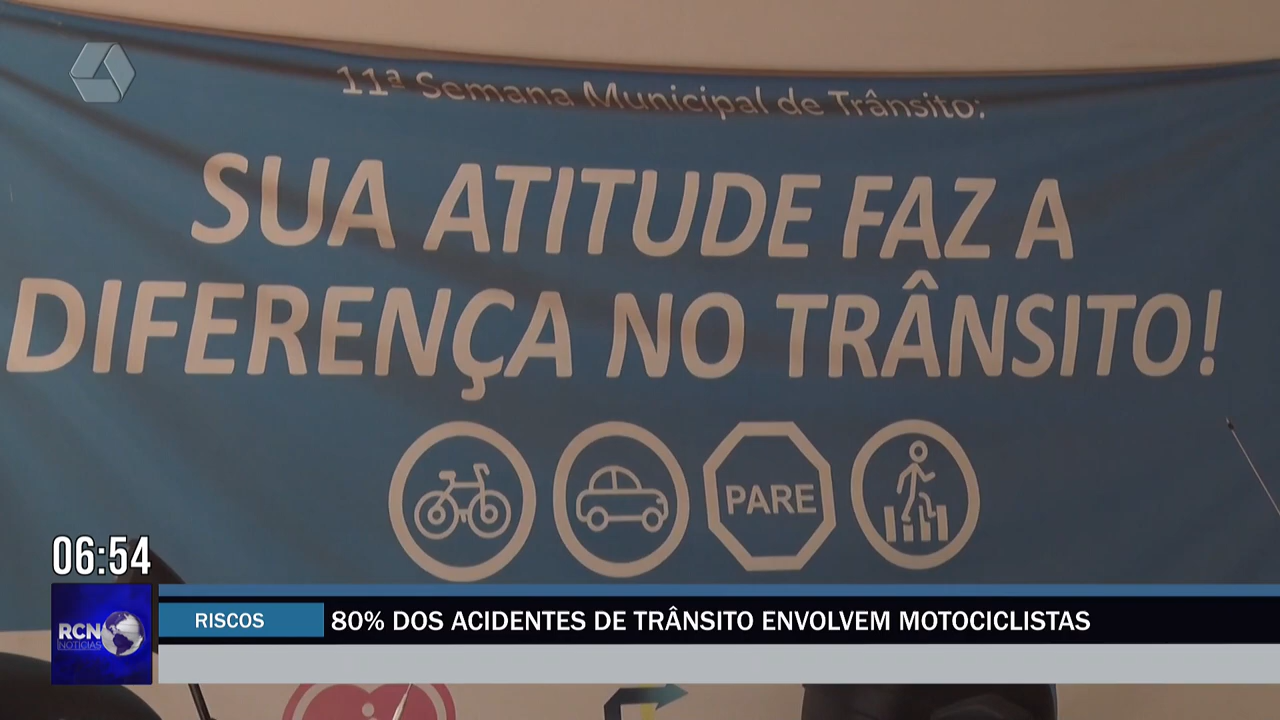 11ª Semana Municipal de Trânsito:
SUA ATITUDE FAZ A
DIFERENÇA NO TRÂNSITO!
PARE
06:54
RCN
NOTÍCIAS
RISCOS
80% DOS ACIDENTES DE TRÂNSITO ENVOLVEM MOTOCICLISTAS